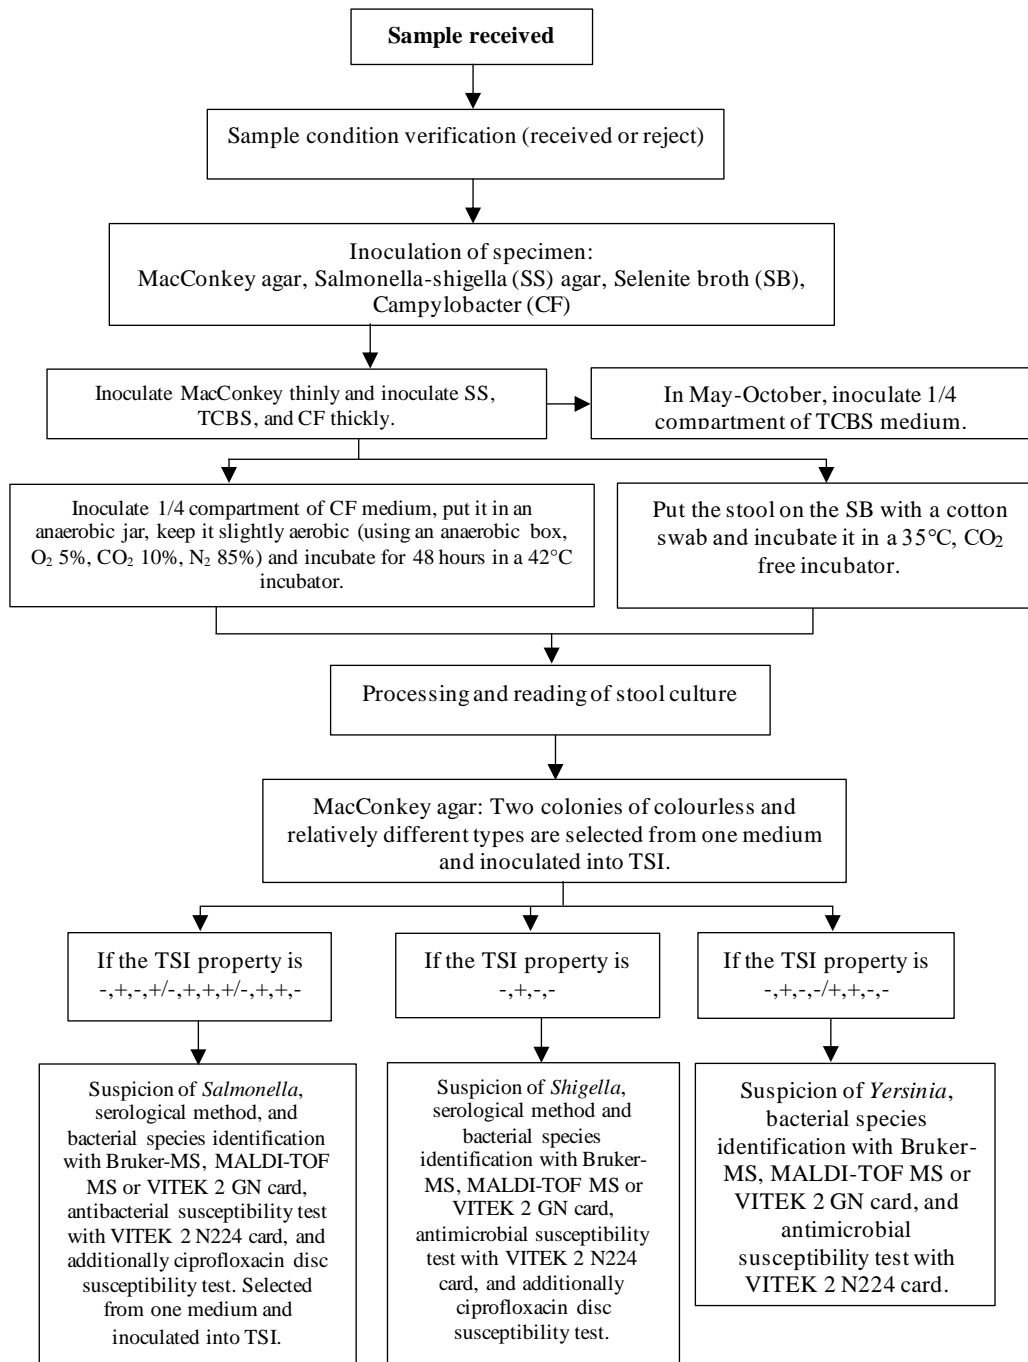 Sample received
Sample condition verification (received or reject)
Inoculation of specimen:
MacConkey agar, Salmonella-shigella (SS) agar, Selenite broth (SB),
Campylobacter (CF)
Inoculate MacConkey thinly and inoculate SS,
TCBS, and CF thickly.
In May-October, inoculate 1/4
compartment of TCBS medium.
Inoculate 1/4 compartment of CF medium, put it in an
anaerobic jar, keep it slightly aerobic (using an anaerobic box,
O₂ 5%, CO₂ 10%, N₂ 85%) and incubate for 48 hours in a 42°C
incubator.
Put the stool on the SB with a cotton
swab and incubate it in a 35°C, CO₂
free incubator.
Processing and reading of stool culture
MacConkey agar: Two colonies of colourless and
relatively different types are selected from one medium
and inoculated into TSI.
If the TSI property is
-,+,-,+/-,+,+,+/-,+,+,-
If the TSI property is
-,+,-,-
If the TSI property is
-,+,-,-/+,+,-,-
Suspicion of Salmonella,
serological method, and
bacterial species identification
with Bruker-MS, MALDI-TOF
MS or VITEK 2 GN card,
antibacterial susceptibility test
with VITEK 2 N224 card, and
additionally ciprofloxacin disc
susceptibility test. Selected
from one medium and
inoculated into TSI.
Suspicion of Shigella,
serological method and
bacterial species
identification with Bruker-
MS, MALDI-TOF MS or
VITEK 2 GN card,
antimicrobial susceptibility
test with VITEK 2 N224
card, and additionally
ciprofloxacin disc
susceptibility test.
Suspicion of Yersinia,
bacterial species
identification with Bruker-
MS, MALDI-TOF MS or
VITEK 2 GN card, and
antimicrobial
susceptibility test with
VITEK 2 N224 card.